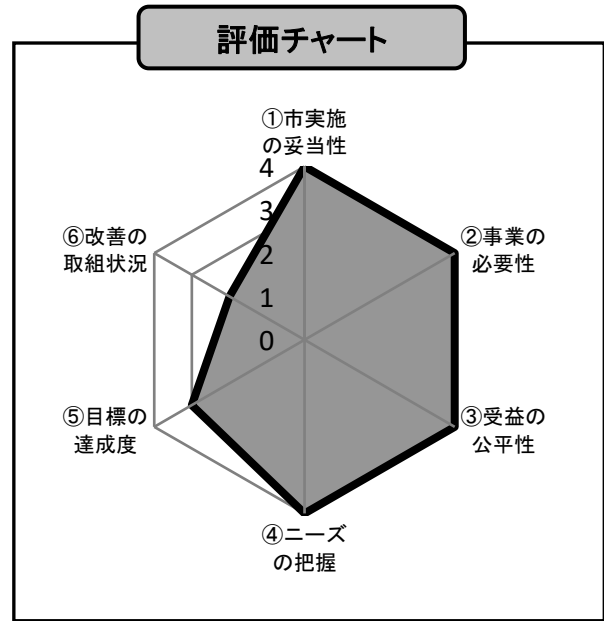 評価チャート
①市実施
の妥当性
4
3
2
1
0
②事業の
必要性
③受益の
公平性
④ニーズ
の把握
⑤目標の
達成度
⑥改善の
取組状況